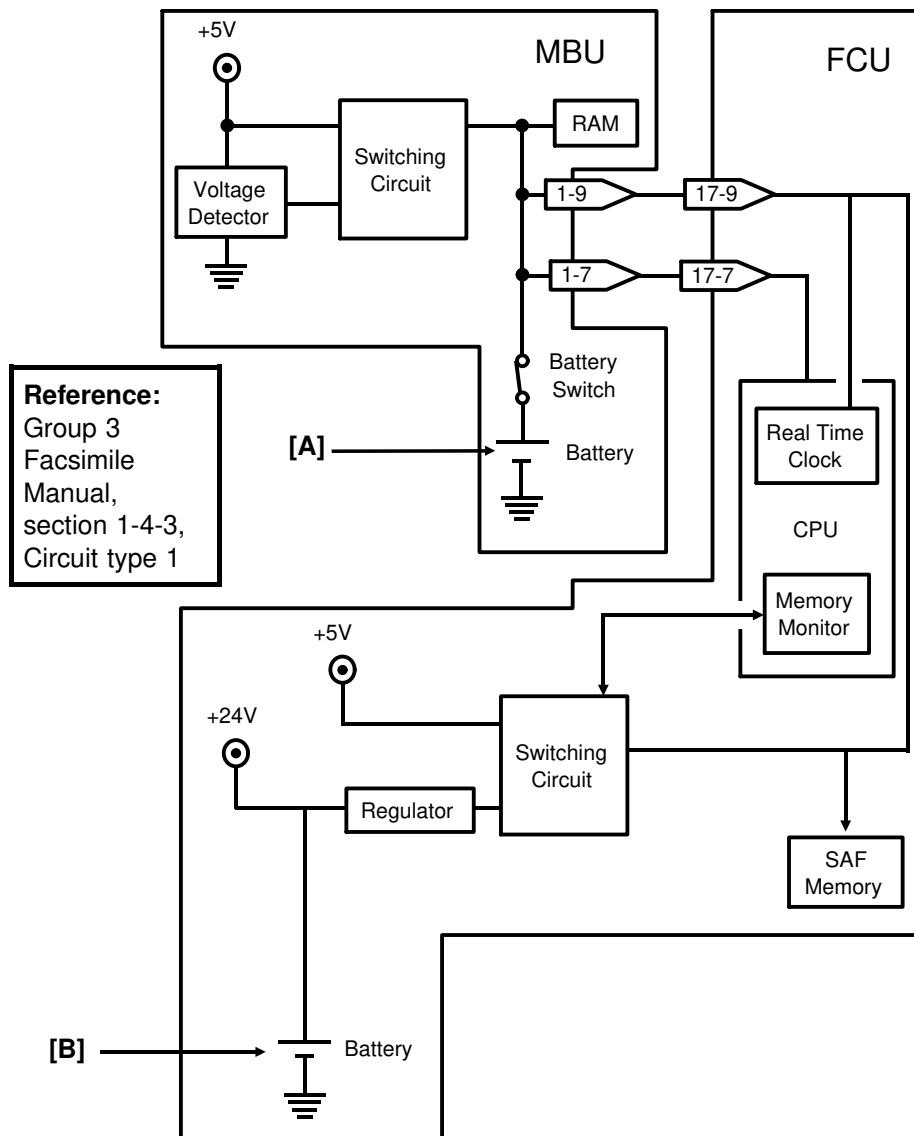 +5V
MBU
FCU
RAM
Switching
Circuit
Voltage
Detector
1-9
17-9
1-7
17-7
Battery
Switch
Reference:
Group 3
Facsimile
Manual,
section 1-4-3,
Circuit type 1
[A]
Battery
Real Time
Clock
CPU
Memory
Monitor
+5V
+24V
Switching
Circuit
Regulator
SAF
Memory
[B]
Battery